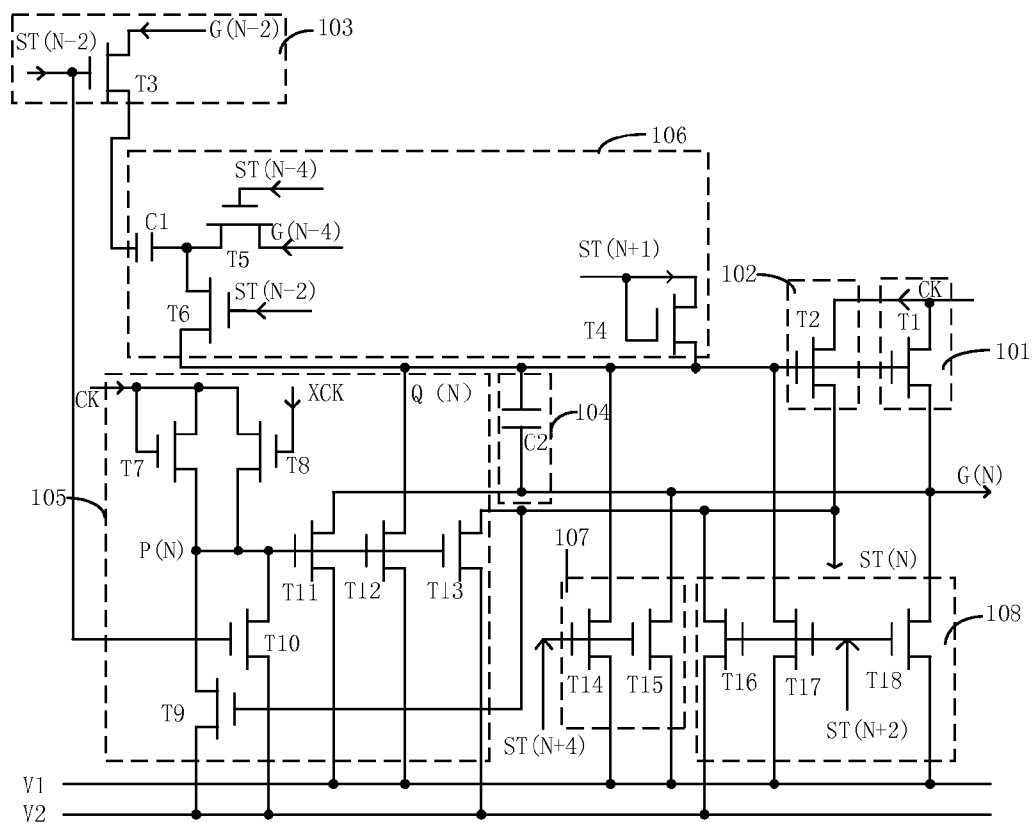 G(N-2)
103
ST(N-2)
T3
106
ST(N-4)
C1
G(N-4)
T5
ST(N+1)
102
CK
ST(N-2)
T6
T4
T2
T1
101
CK
XCK
Q (N)
104
T7
T8
C2
105
G(N)
P(N)
107
T11
T12
T13
ST(N)
108
T10
T14
T15
T16
T17
T18
T9
ST(N+4)
ST(N+2)
V1
V2